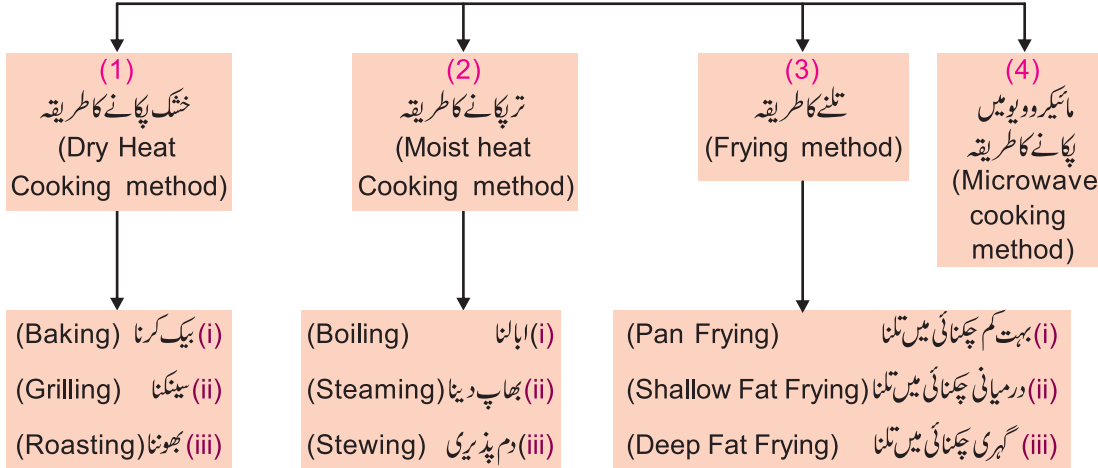 (1)
خشک پکانے کا طریقہ
(Dry Heat
Cooking method)
(2)
تر پکانے کا طریقہ
(Moist heat
Cooking method)
(3)
تلنے کا طریقہ
(Frying method)
(4)
مائیکروویو میں
پکانے کا طریقہ
(Microwave
cooking
method)
(i) بیک کرنا (Baking)
(ii) سینکنا (Grilling)
(iii) بھوننا (Roasting)
(i) ابالنا (Boiling)
(ii) بھاپ دینا (Steaming)
(iii) دم پذیری (Stewing)
(i) بہت کم چکنائی میں تلنا (Pan Frying)
(ii) درمیانی چکنائی میں تلنا (Shallow Fat Frying)
(iii) گہری چکنائی میں تلنا (Deep Fat Frying)